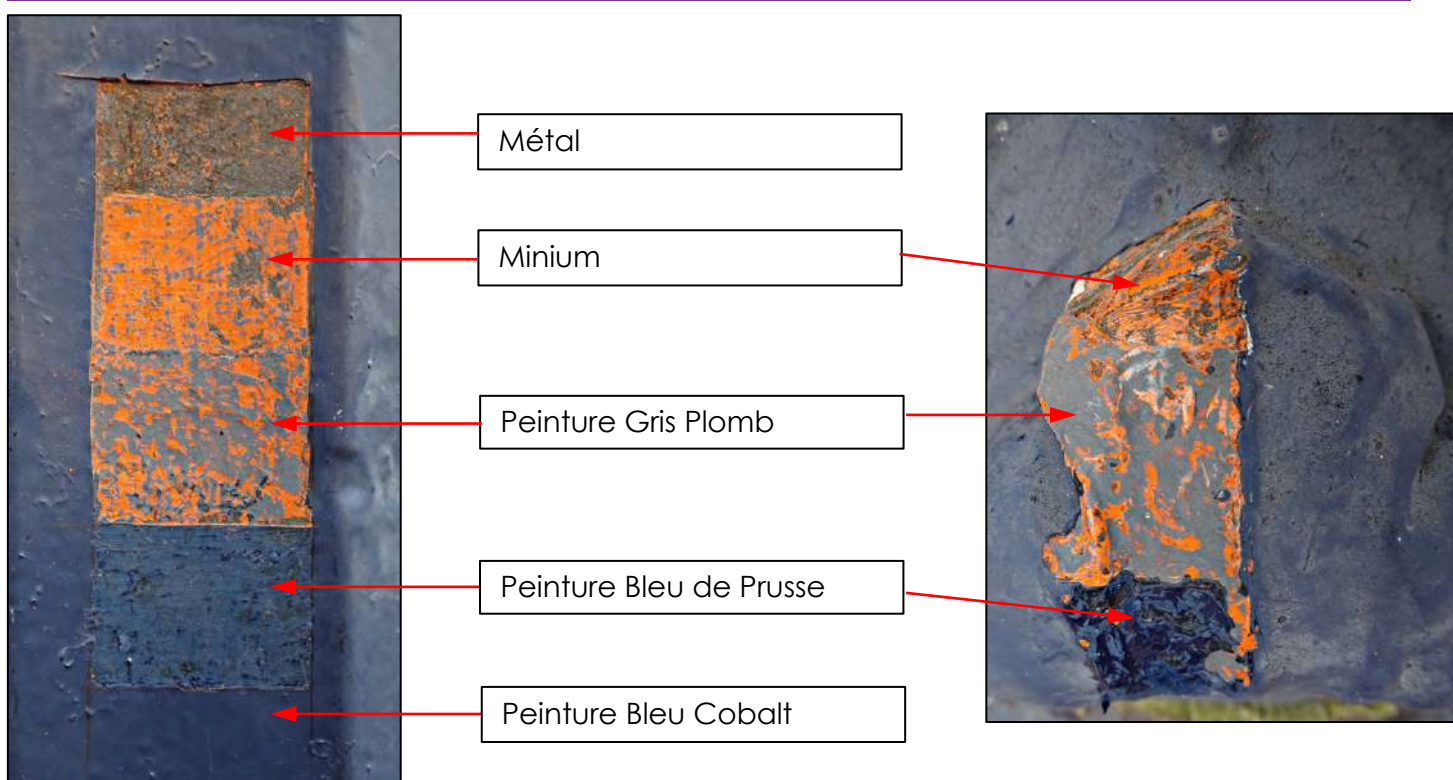 Métal
Minium
Peinture Gris Plomb
Peinture Bleu de Prusse
Peinture Bleu Cobalt